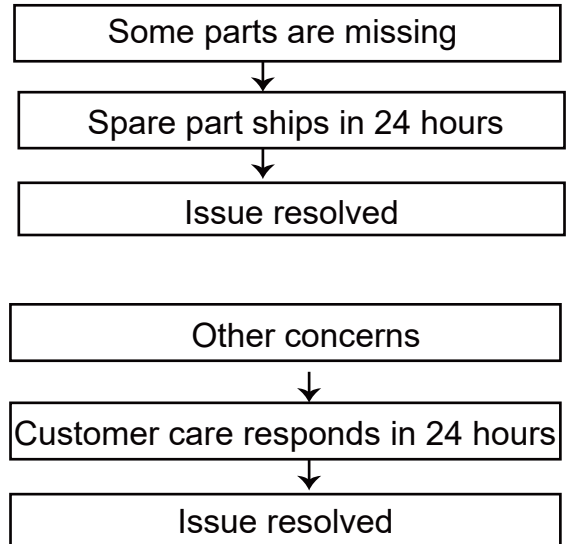 Some parts are missing
Spare part ships in 24 hours
Issue resolved
Other concerns
Customer care responds in 24 hours
Issue resolved